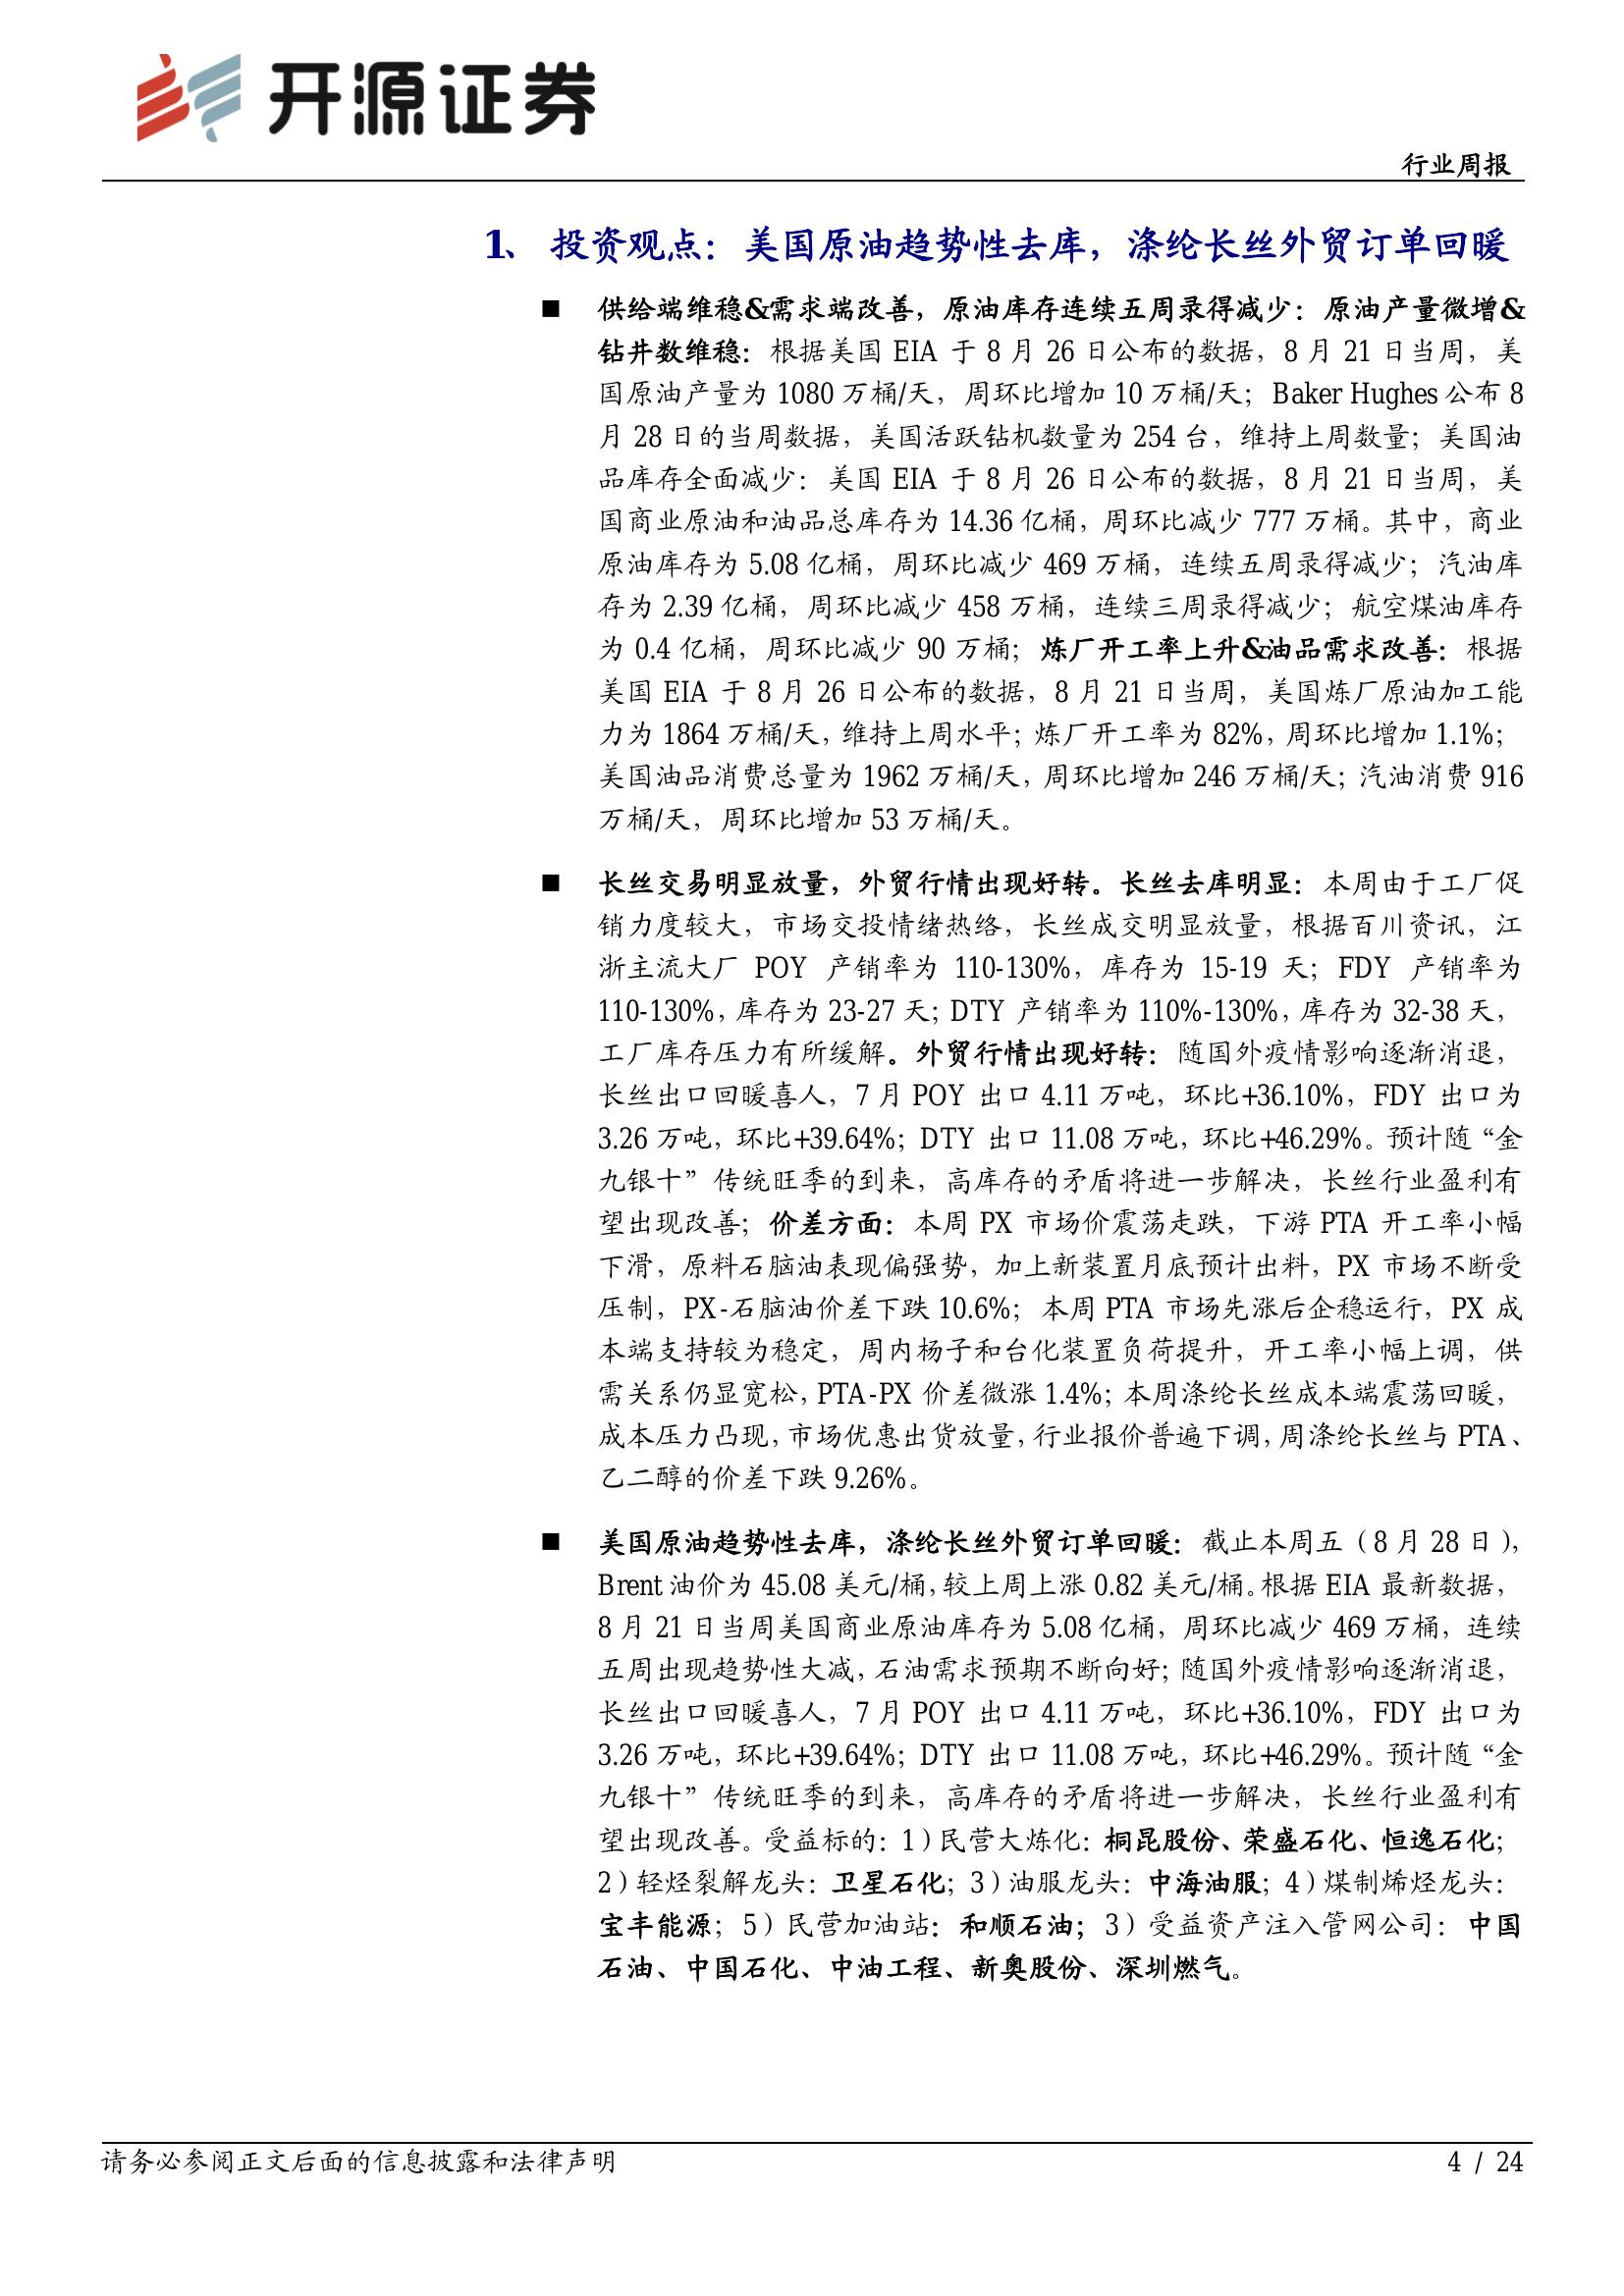 开源证券
行业周报
1、 投资观点：美国原油趋势性去库，涤纶长丝外贸订单回暖
■ 供给端维稳&需求端改善，原油库存连续五周录得减少：原油产量微增&
钻井数维稳：根据美国 EIA 于 8 月 26 日公布的数据，8 月 21 日当周，美
国原油产量为 1080 万桶/天，周环比增加 10 万桶/天；Baker Hughes 公布 8
月 28 日的当周数据，美国活跃钻机数量为 254 台，维持上周数量；美国油
品库存全面减少：美国 EIA 于 8 月 26 日公布的数据，8 月 21 日当周，美
国商业原油和油品总库存为 14.36 亿桶，周环比减少 777 万桶。其中，商业
原油库存为 5.08 亿桶，周环比减少 469 万桶，连续五周录得减少；汽油库
存为 2.39 亿桶，周环比减少 458 万桶，连续三周录得减少；航空煤油库存
为 0.4 亿桶，周环比减少 90 万桶；炼厂开工率上升&油品需求改善：根据
美国 EIA 于 8 月 26 日公布的数据，8 月 21 日当周，美国炼厂原油加工能
力为 1864 万桶/天，维持上周水平；炼厂开工率为 82%，周环比增加 1.1%；
美国油品消费总量为 1962 万桶/天，周环比增加 246 万桶/天；汽油消费 916
万桶/天，周环比增加 53 万桶/天。
■ 长丝交易明显放量，外贸行情出现好转。长丝去库明显：本周由于工厂促
销力度较大，市场交投情绪热络，长丝成交明显放量，根据百川资讯，江
浙主流大厂 POY 产销率为 110-130%，库存为 15-19 天；FDY 产销率为
110-130%，库存为 23-27 天；DTY 产销率为 110%-130%，库存为 32-38 天，
工厂库存压力有所缓解。外贸行情出现好转：随国外疫情影响逐渐消退，
长丝出口回暖喜人，7 月 POY 出口 4.11 万吨，环比+36.10%，FDY 出口为
3.26 万吨，环比+39.64%；DTY 出口 11.08 万吨，环比+46.29%。预计随“金
九银十”传统旺季的到来，高库存的矛盾将进一步解决，长丝行业盈利有
望出现改善；价差方面：本周 PX 市场价震荡走跌，下游 PTA 开工率小幅
下滑，原料石脑油表现偏强势，加上新装置月底预计出料，PX 市场不断受
压制，PX-石脑油价差下跌 10.6%；本周 PTA 市场先涨后企稳运行，PX 成
本端支持较为稳定，周内杨子和台化装置负荷提升，开工率小幅上调，供
需关系仍显宽松，PTA-PX 价差微涨 1.4%；本周涤纶长丝成本端震荡回暖，
成本压力凸现，市场优惠出货放量，行业报价普遍下调，周涤纶长丝与 PTA、
乙二醇的价差下跌 9.26%。
■ 美国原油趋势性去库，涤纶长丝外贸订单回暖：截止本周五（8 月 28 日），
Brent 油价为 45.08 美元/桶，较上周上涨 0.82 美元/桶。根据 EIA 最新数据，
8 月 21 日当周美国商业原油库存为 5.08 亿桶，周环比减少 469 万桶，连续
五周出现趋势性大减，石油需求预期不断向好；随国外疫情影响逐渐消退，
长丝出口回暖喜人，7 月 POY 出口 4.11 万吨，环比+36.10%，FDY 出口为
3.26 万吨，环比+39.64%；DTY 出口 11.08 万吨，环比+46.29%。预计随“金
九银十”传统旺季的到来，高库存的矛盾将进一步解决，长丝行业盈利有
望出现改善。受益标的：1）民营大炼化：桐昆股份、荣盛石化、恒逸石化；
2）轻烃裂解龙头：卫星石化；3）油服龙头：中海油服；4）煤制烯烃龙头：
宝丰能源；5）民营加油站：和顺石油；3）受益资产注入管网公司：中国
石油、中国石化、中油工程、新奥股份、深圳燃气。
请务必参阅正文后面的信息披露和法律声明
4 / 24